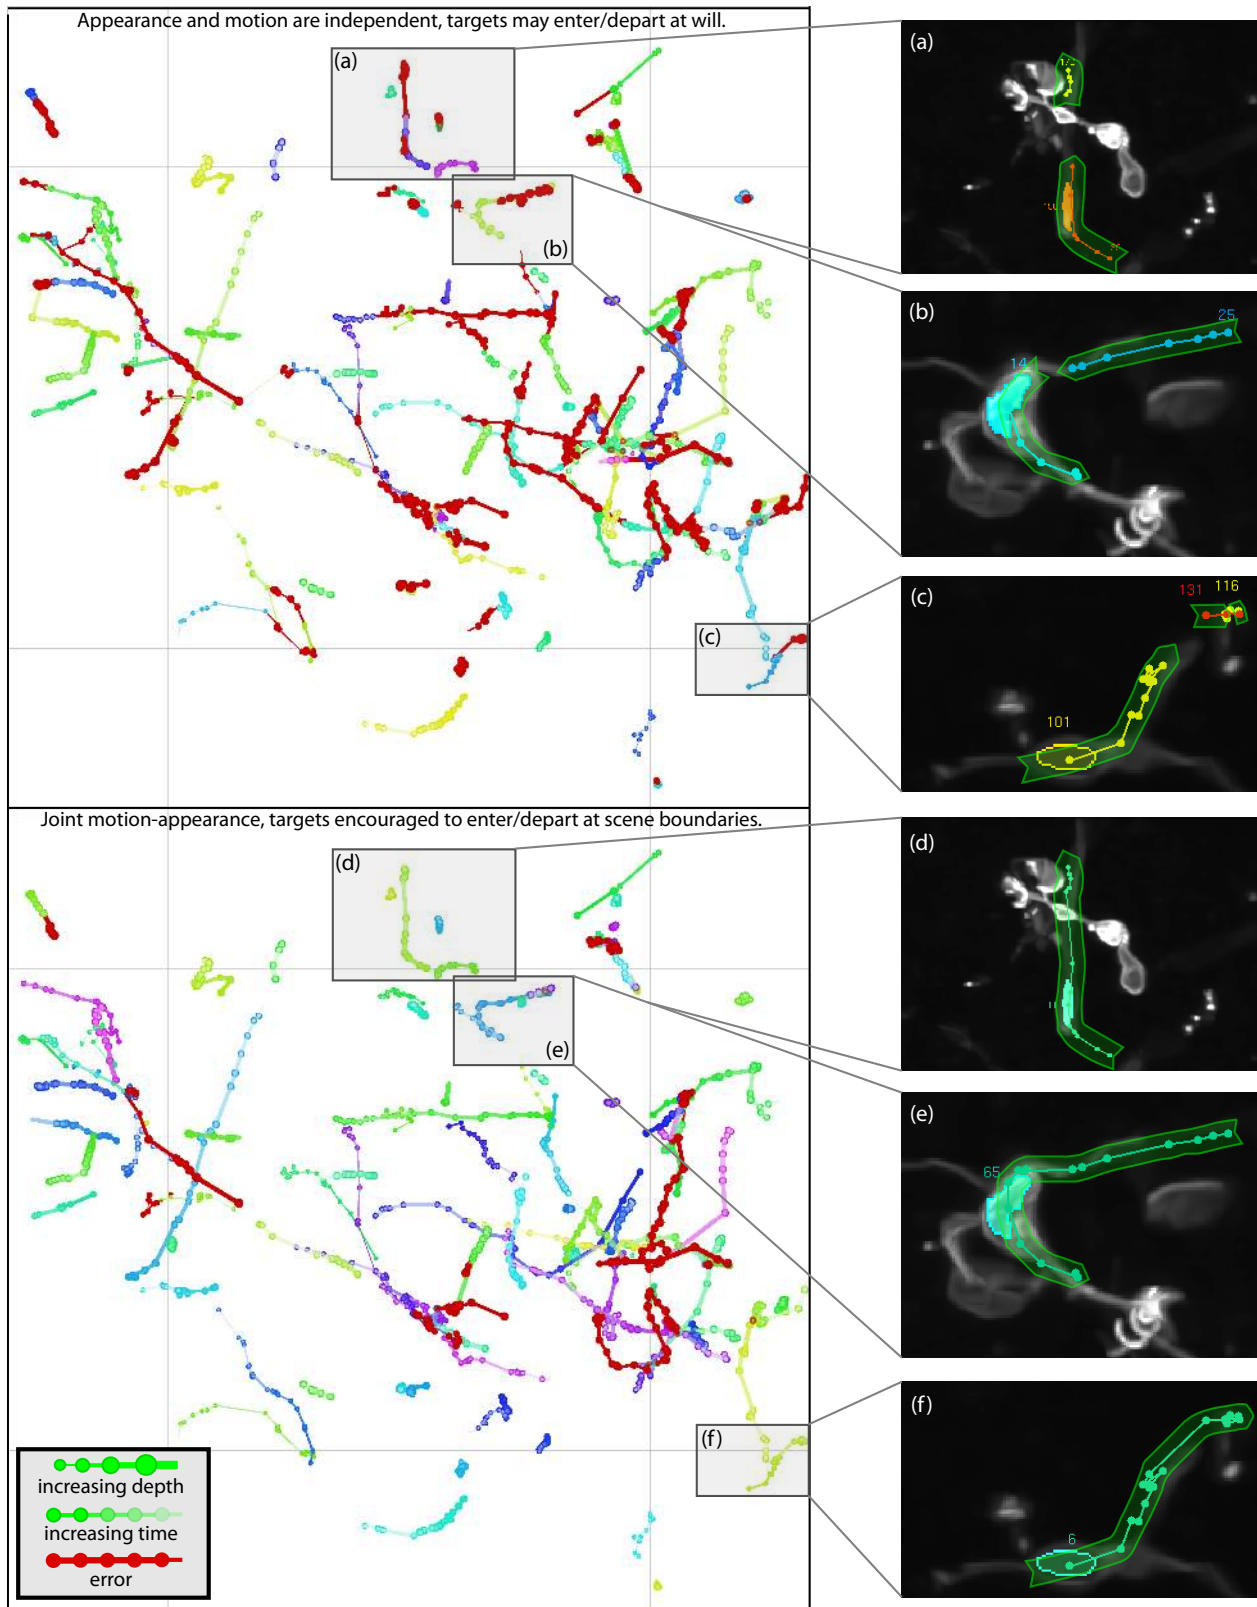 Appearance and motion are independent, targets may enter/depart at will.
(a)
(b)
(c)
(a)
(b)
25
14
(c)
131
116
101
Joint motion-appearance, targets encouraged to enter/depart at scene boundaries.
(d)
(e)
(f)
increasing depth
increasing time
error
(d)
(e)
65
(f)
6